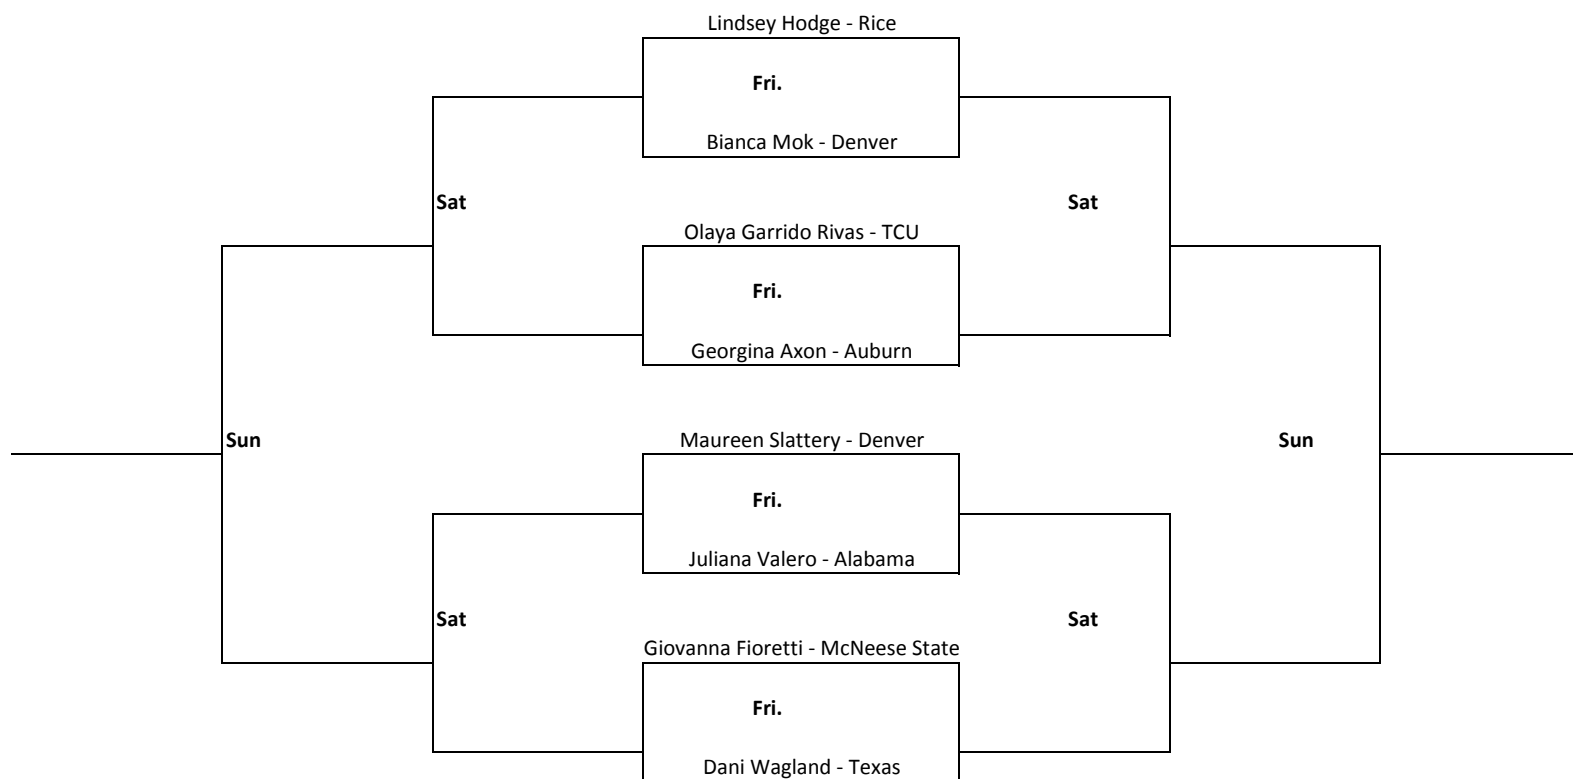 Lindsey Hodge - Rice
Fri.
Bianca Mok - Denver
Sat
Sat
Olaya Garrido Rivas - TCU
Fri.
Georgina Axon - Auburn
Sun
Maureen Slattery - Denver
Sun
Fri.
Juliana Valero - Alabama
Sat
Sat
Giovanna Fioretti - McNeese State
Fri.
Dani Wagland - Texas